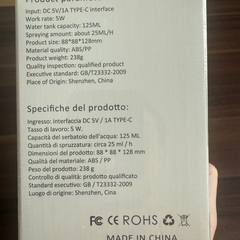 Product parameters
Input: DC 5V/1A TYPE-C interface
Work rate: 5W
Water tank capacity: 125ML
Spraying amount: about 25ML/H
Product size: 88*88*128mm
Material quality: ABS/PP
Product weight: 238g
Quality inspection: qualified product
Executive standard: GB/T23332-2009
Place of Origin: Shenzhen, China
Specifiche del prodotto:
Ingresso: Interfaccia DC 5V / 1A TYPE-C
Tasso di lavoro: 5 W.
Capacità del serbatoio dell'acqua: 125 ML
Quantità di spruzzatura: circa 25 ml / h
Dimensioni del prodotto: 88 * 88 * 128 mm
Qualità del materiale: ABS / PP
Peso del prodotto: 238 g
Controllo di qualità: prodotto qualificato
Standard esecutivo: GB / T23332-2009
Luogo di origine: Shenzhen, Cina
FC CE ROHS
MADE IN CHINA